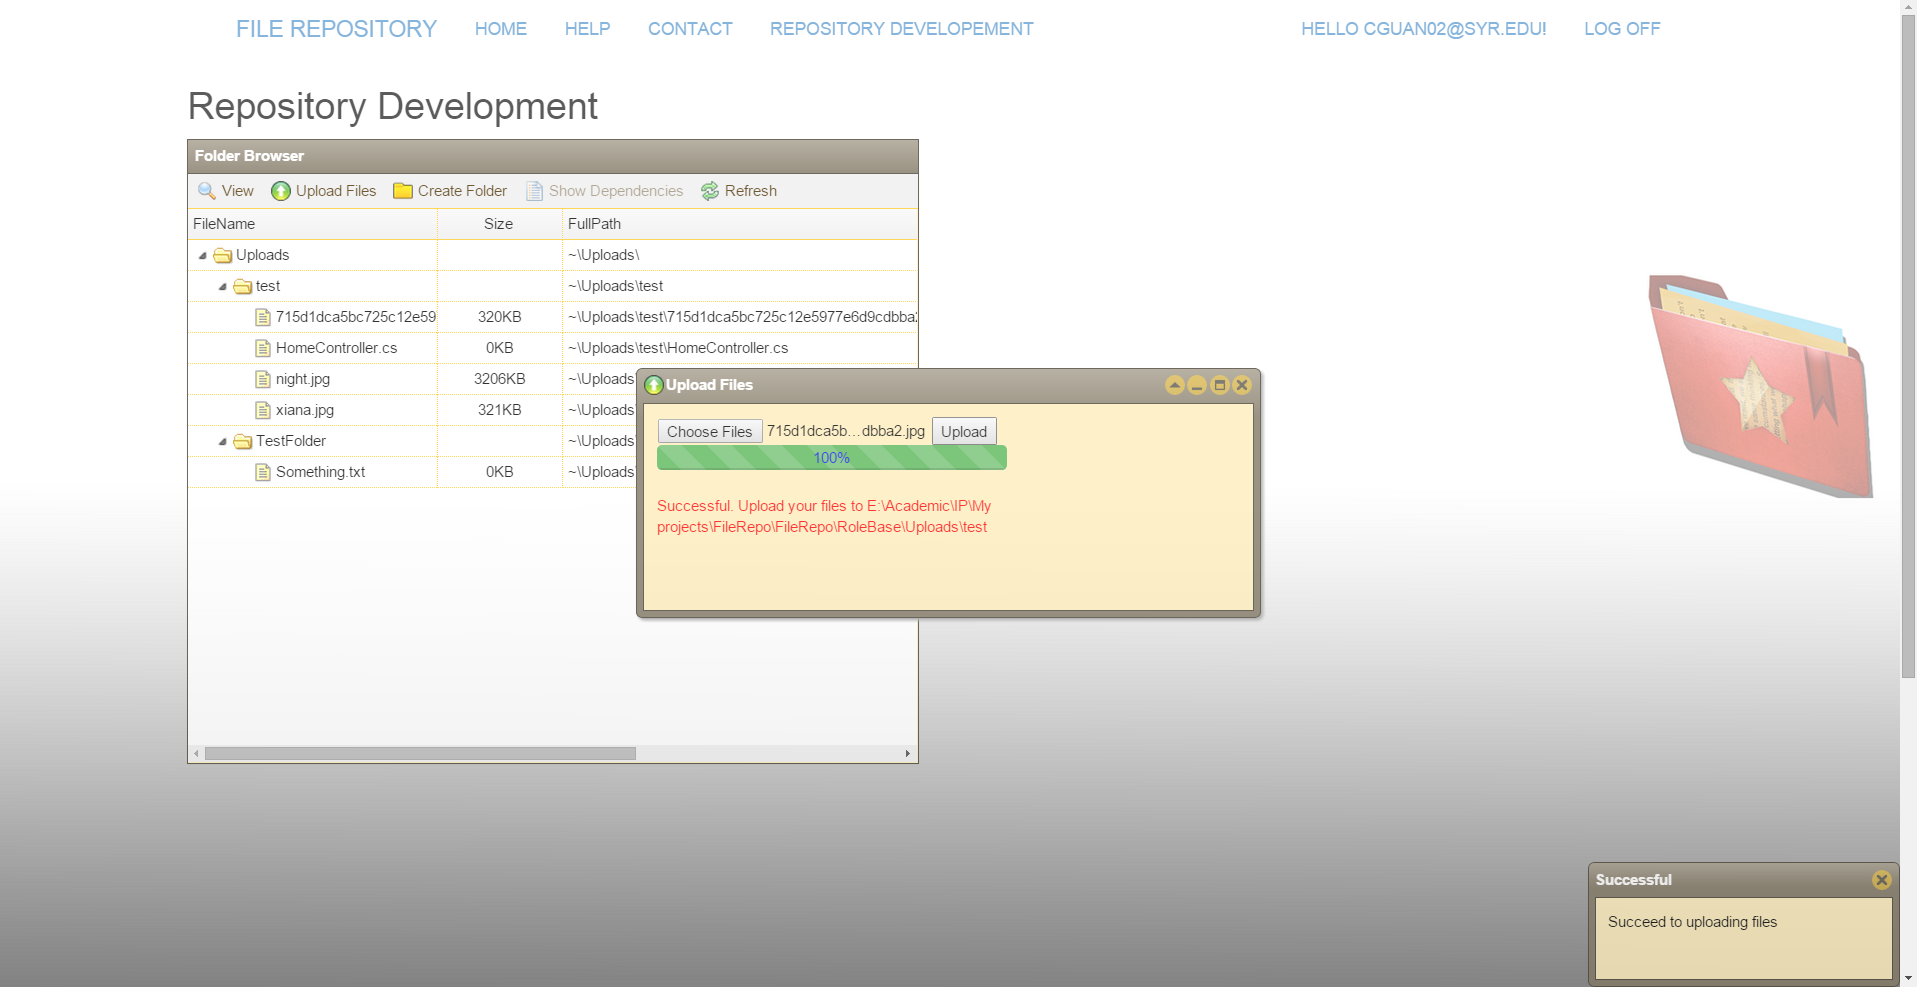 FILE REPOSITORY HOME HELP CONTACT REPOSITORY DEVELOPEMENT HELLO CGUAN02@SYR.EDU! LOG OFF
Repository Development
Folder Browser
View Upload Files Create Folder Show Dependencies Refresh
FileName Size FullPath
Uploads ~\Uploads\
test ~\Uploads\test
715d1dca5bc725c12e59 320KB ~\Uploads\test\715d1dca5bc725c12e5977e6d9cdbba2
HomeController.cs 0KB ~\Uploads\test\HomeController.cs
night.jpg 3206KB ~\Uploads
xiana.jpg 321KB ~\Uploads
TestFolder ~\Uploads
Something.txt 0KB ~\Uploads
Upload Files
Choose Files 715d1dca5b...dbba2.jpg Upload
100%
Successful. Upload your files to E:\Academic\IP\My
projects\FileRepo\FileRepo\RoleBase\Uploads\test
Successful
Succeed to uploading files